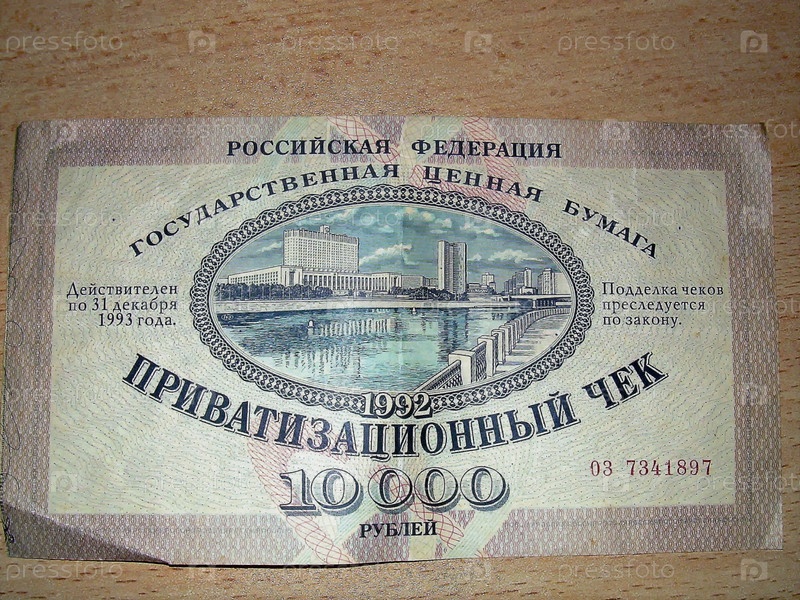 РОССИЙСКАЯ ФЕДЕРАЦИЯ
ГОСУДАРСТВЕННАЯ ЦЕННАЯ БУМАГА
Действителен
по 31 декабря
1993 года.
Подделка чеков
преследуется
по закону.
1992
ПРИВАТИЗАЦИОННЫЙ ЧЕК
03 7341897
10 000
РУБЛЕЙ
pressfoto